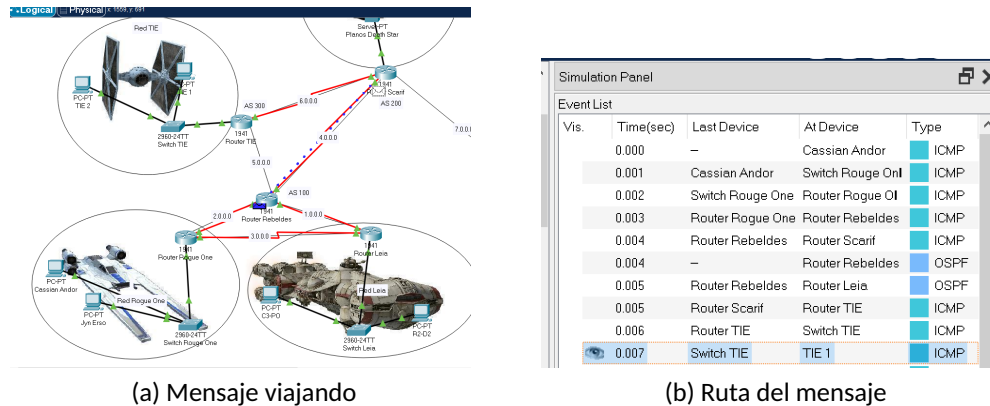 Logical
Physical
x: 1559, y: 691
Red TIE
PC-PT
TIE 2
PC-PT
TIE 1
2960-24TT
Switch TIE
AS 300
1941
Router TIE
6.0.0.0
Server-PT
Planos Death Star
1941
Scarif
AS 200
4.0.0.0
7.0.0
5.0.0.0
AS 100
1941
Router Rebeldes
2.0.0.0
1.0.0.0
3.0.0.0
1941
Router Rogue One
1941
Router Leia
PC-PT
Cassian Andor
PC-PT
Jyn Erso
Red Rogue One
2960-24TT
Switch Rouge One
Red Leia
PC-PT
C3-PO
PC-PT
R2-D2
2960-24TT
Switch Leia
(a) Mensaje viajando
Simulation Panel
Event List
Vis. Time(sec) Last Device At Device Type
0.000 – Cassian Andor ICMP
0.001 Cassian Andor Switch Rouge Onl ICMP
0.002 Switch Rouge One Router Rogue Ol ICMP
0.003 Router Rogue One Router Rebeldes ICMP
0.004 Router Rebeldes Router Scarif ICMP
0.004 – Router Rebeldes OSPF
0.005 Router Rebeldes Router Leia OSPF
0.005 Router Scarif Router TIE ICMP
0.006 Router TIE Switch TIE ICMP
0.007 Switch TIE TIE 1 ICMP
(b) Ruta del mensaje